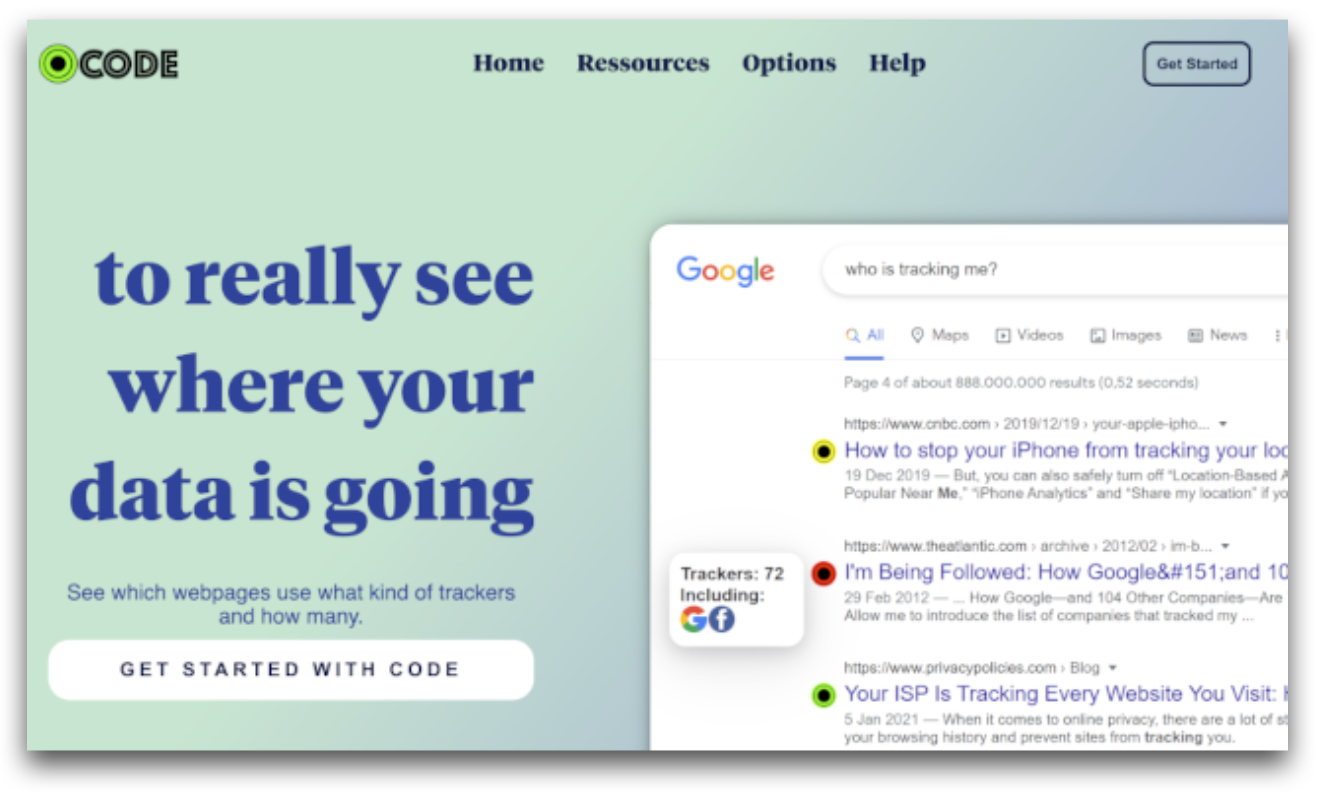 CODE
Home Ressources Options Help
Get Started
to really see
where your
data is going
See which webpages use what kind of trackers
and how many.
GET STARTED WITH CODE
Google
who is tracking me?
All Maps Videos Images News
Page 4 of about 888.000.000 results (0,52 seconds)
https://www.cnbc.com › 2019/12/19 › your-apple-ipho...
How to stop your iPhone from tracking your loc
19 Dec 2019 — But, you can also safely turn off “Location-Based A
Popular Near Me,” “iPhone Analytics” and “Share my location” if yo
Trackers: 72
Including:
https://www.theatlantic.com › archive › 2012/02 › im-b...
I'm Being Followed: How Google&#151;and 10
29 Feb 2012 — ... How Google—and 104 Other Companies—Are
Allow me to introduce the list of companies that tracked my ...
https://www.privacypolicies.com › Blog
Your ISP Is Tracking Every Website You Visit:
5 Jan 2021 — When it comes to online privacy, there are a lot of st
your browsing history and prevent sites from tracking you.